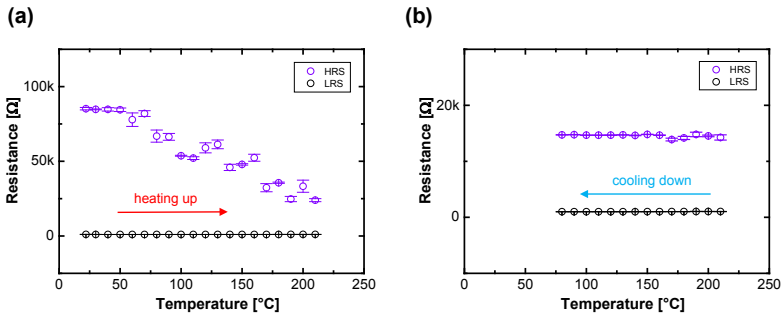 (a)
HRS
LRS
100k
50k
0
Resistance [Ω]
heating up
0 50 100 150 200 250
Temperature [°C]
(b)
HRS
LRS
20k
0
Resistance [Ω]
cooling down
0 50 100 150 200 250
Temperature [°C]